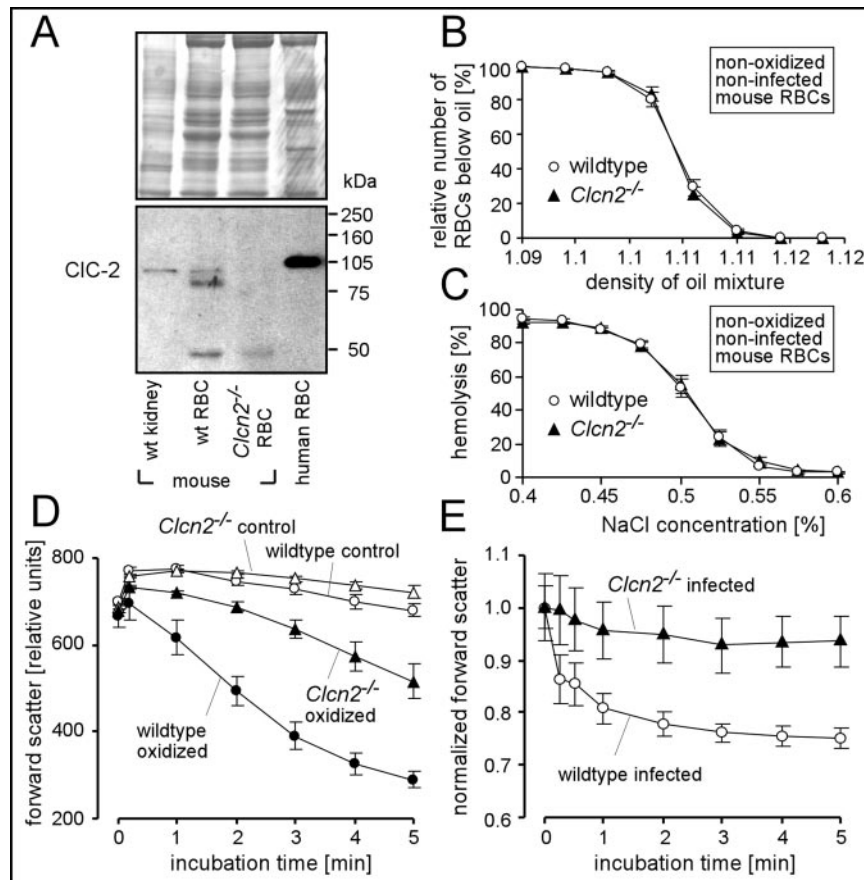 A
kDa
250
160
105
75
50
ClC-2
wt kidney
wt RBC
Clcn2-/-
RBC
human RBC
mouse
B
relative number of
RBCs below oil [%]
100
80
60
40
20
0
non-oxidized
non-infected
mouse RBCs
wildtype
Clcn2-/-
1.09 1.1 1.1 1.11 1.11 1.12 1.12
density of oil mixture
C
hemolysis [%]
100
80
60
40
20
0
non-oxidized
non-infected
mouse RBCs
wildtype
Clcn2-/-
0.4 0.45 0.5 0.55 0.6
NaCl concentration [%]
D
forward scatter [relative units]
800
600
400
200
Clcn2-/- control
wildtype control
Clcn2-/-
oxidized
wildtype
oxidized
0 1 2 3 4 5
incubation time [min]
E
normalized forward scatter
1.1
1.0
0.9
0.8
0.7
0.6
Clcn2-/- infected
wildtype infected
0 1 2 3 4 5
incubation time [min]